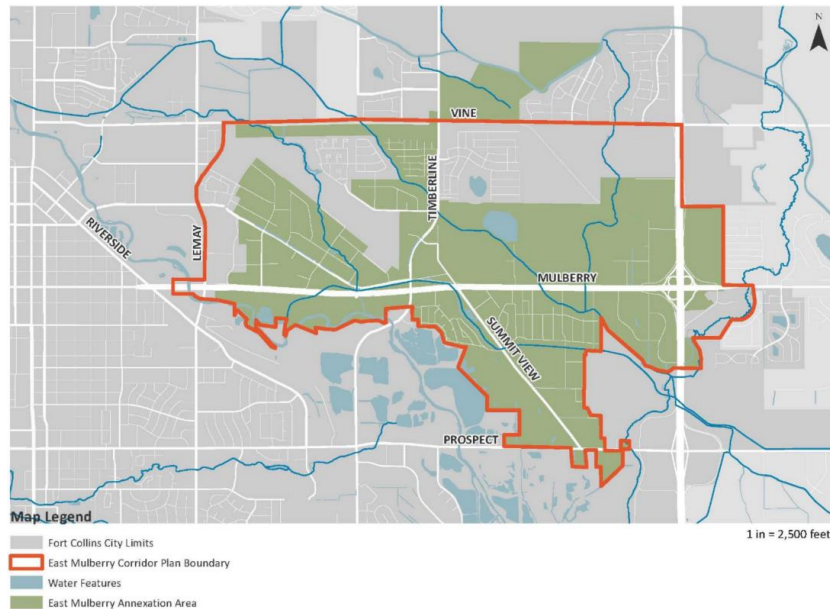 N
VINE
TIMBERLINE
RIVERSIDE
LEMAY
MULBERRY
SUMMIT VIEW
PROSPECT
Map Legend
1 in = 2,500 feet
Fort Collins City Limits
East Mulberry Corridor Plan Boundary
Water Features
East Mulberry Annexation Area